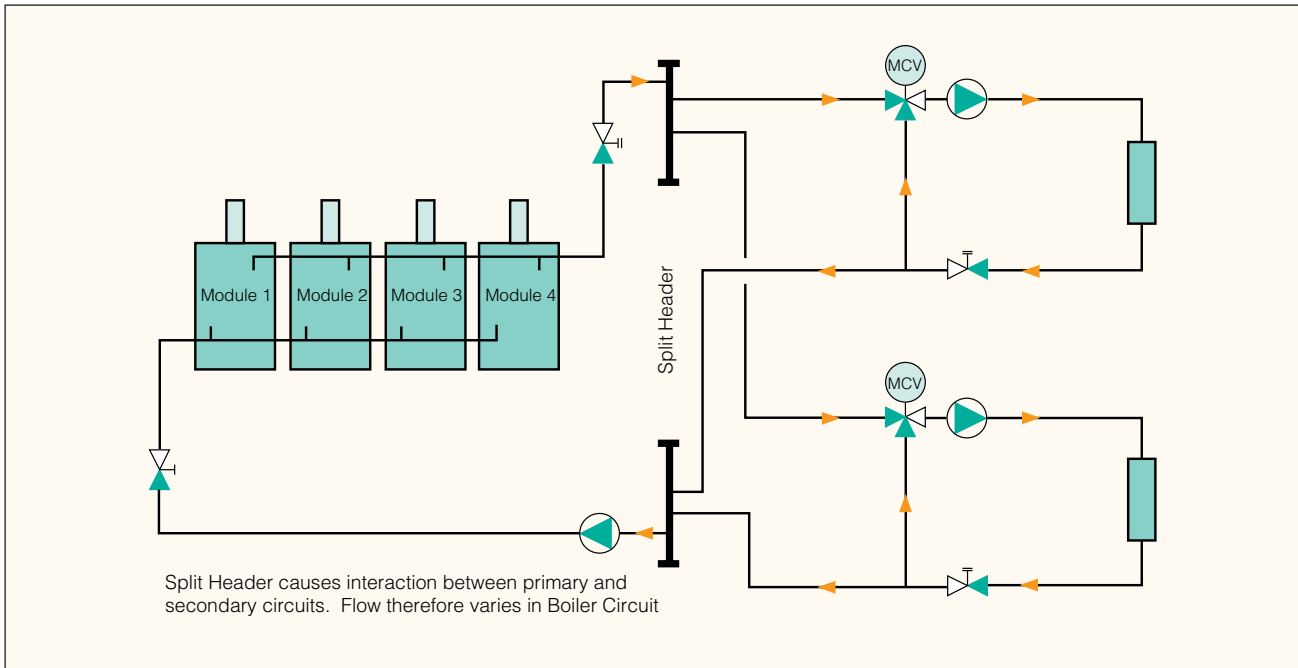 MCV
Module 1
Module 2
Module 3
Module 4
Split Header
MCV
Split Header causes interaction between primary and
secondary circuits. Flow therefore varies in Boiler Circuit